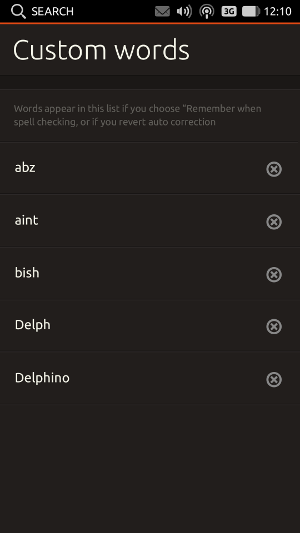 SEARCH 3G 12:10
Custom words
Words appear in this list if you choose "Remember when
spell checking, or if you revert auto correction
abz
aint
bish
Delph
Delphino